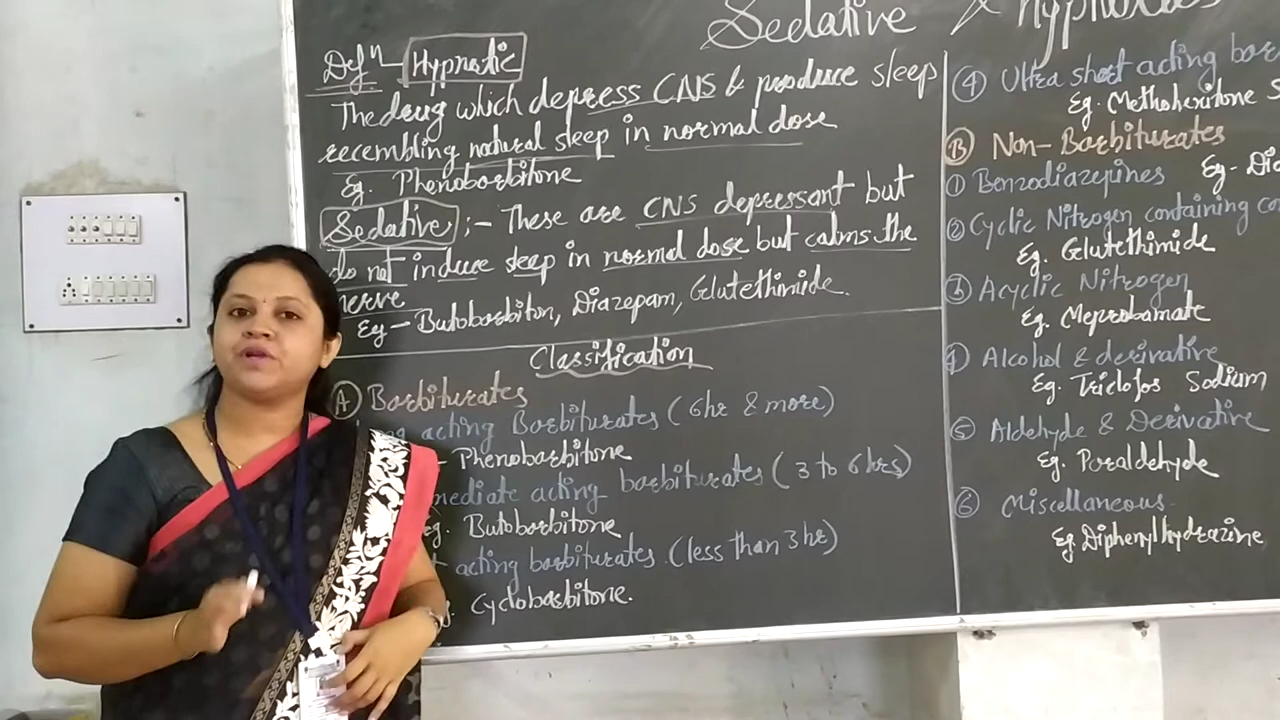 Sedative & Hypnotics
Defⁿ - Hypnotic
The drug which depress CNS & produce sleep
recembling natural sleep in normal dose
Eg. Phenobarbitone
Sedative :- These are CNS depressant but
do not induce sleep in normal dose but calms the
nerve
Eg - Butobarbiton, Diazepam, Glutethimide.
Classification
(A) Barbiturates
acting Barbiturates (6hr & more)
- Phenobarbitone
mediate acting barbiturates (3 to 6 hrs)
Eg. Butobarbitone
acting barbiturates (less than 3hr)
Cyclobarbitone.
(4) Ultra short acting bar
Eg. Methohexitone S
(B) Non-Barbiturates
(1) Benzodiazepines Eg - Dia
(2) Cyclic Nitrogen containing co
Eg. Glutethimide
(3) Acyclic Nitrogen
Eg. Meprobamate
(4) Alcohol & derivative
Eg. Triclofos Sodium
(5) Aldehyde & Derivative
Eg. Paraldehyde
(6) Miscellaneous.
Eg. Diphenylhydrazine